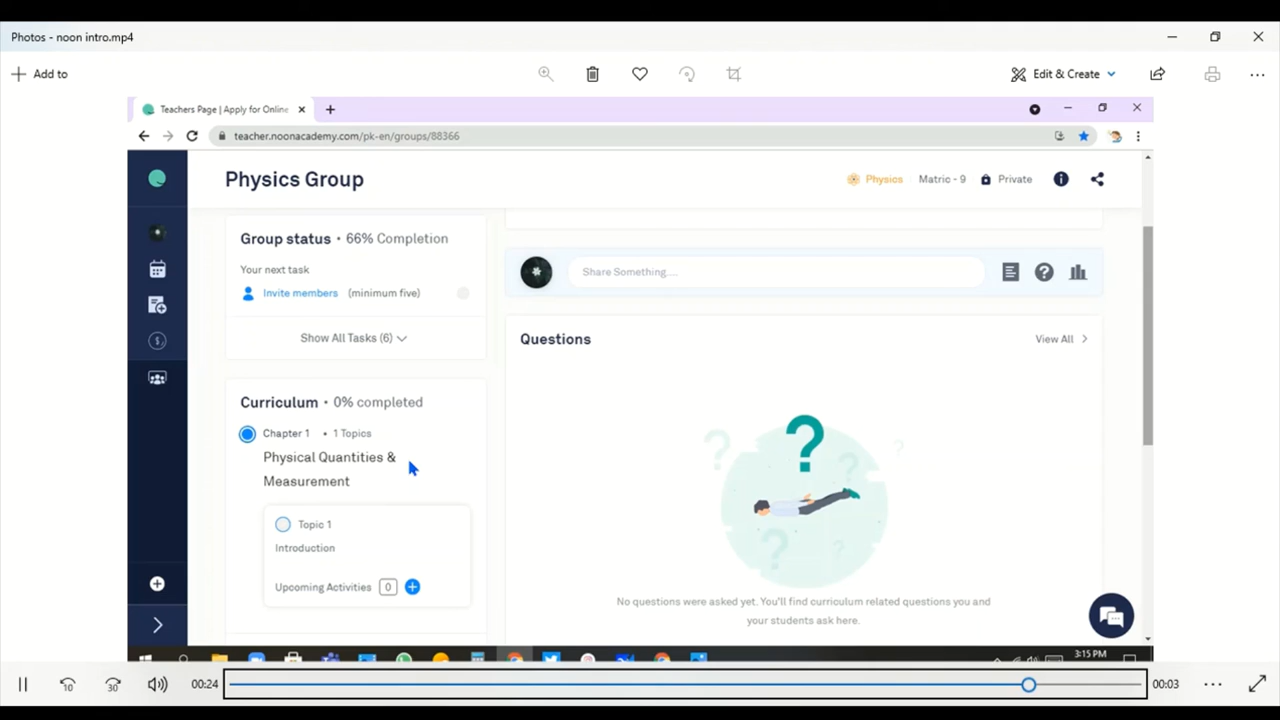 Photos - noon intro.mp4
Add to
Edit & Create
Teachers Page | Apply for Online
teacher.noonacademy.com/pk-en/groups/88366
Physics Group
Physics
Matric - 9
Private
Group status • 66% Completion
Your next task
Invite members (minimum five)
Show All Tasks (6)
Curriculum • 0% completed
Chapter 1 • 1 Topics
Physical Quantities &
Measurement
Topic 1
Introduction
Upcoming Activities 0
Share Something....
Questions
View All
No questions were asked yet. You'll find curriculum related questions you and
your students ask here.
3:15 PM
10
30
00:24
00:03